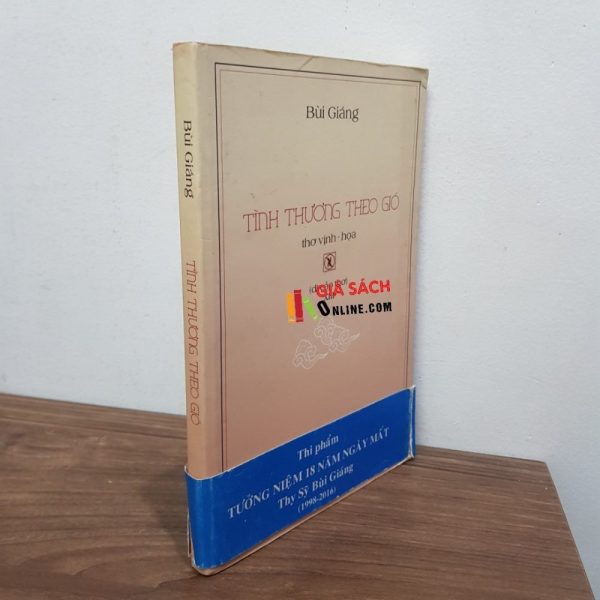 Bùi Giáng
TÌNH THƯƠNG THEO GIÓ
Bùi Giáng
TÌNH THƯƠNG THEO GIÓ
thơ vịnh - họa
GIÁ SÁCH
ONLINE.COM
Thi phẩm
TƯỞNG NIỆM 18 NĂM NGÀY MẤT
Thy Sỹ Bùi Giáng
(1998-2016)